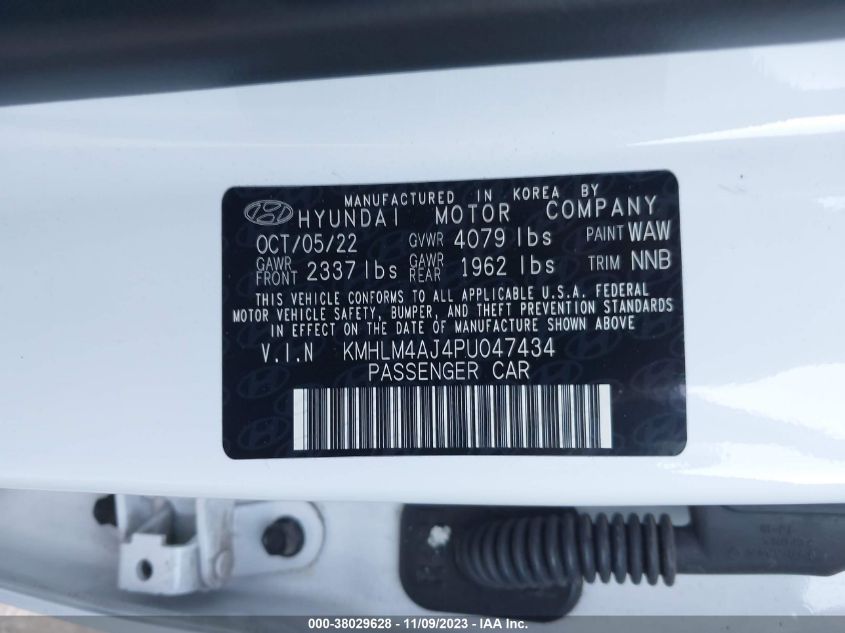 MANUFACTURED IN KOREA BY
HYUNDAI MOTOR COMPANY
OCT/05/22 GVWR 4079 lbs PAINT WAW
GAWR FRONT 2337 lbs GAWR REAR 1962 lbs TRIM NNB
THIS VEHICLE CONFORMS TO ALL APPLICABLE U.S.A. FEDERAL
MOTOR VEHICLE SAFETY, BUMPER, AND THEFT PREVENTION STANDARDS
IN EFFECT ON THE DATE OF MANUFACTURE SHOWN ABOVE
V.I.N KMHLM4AJ4PU047434
PASSENGER CAR
000-38029628 - 11/09/2023 - IAA Inc.